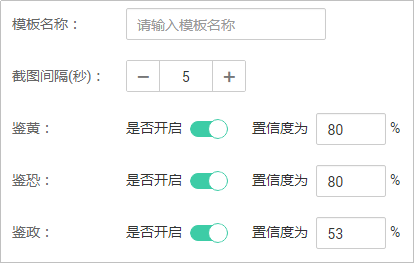 模板名称： 请输入模板名称
截图间隔(秒)： － 5 ＋
鉴黄： 是否开启 置信度为 80 %
鉴恐： 是否开启 置信度为 80 %
鉴政： 是否开启 置信度为 53 %